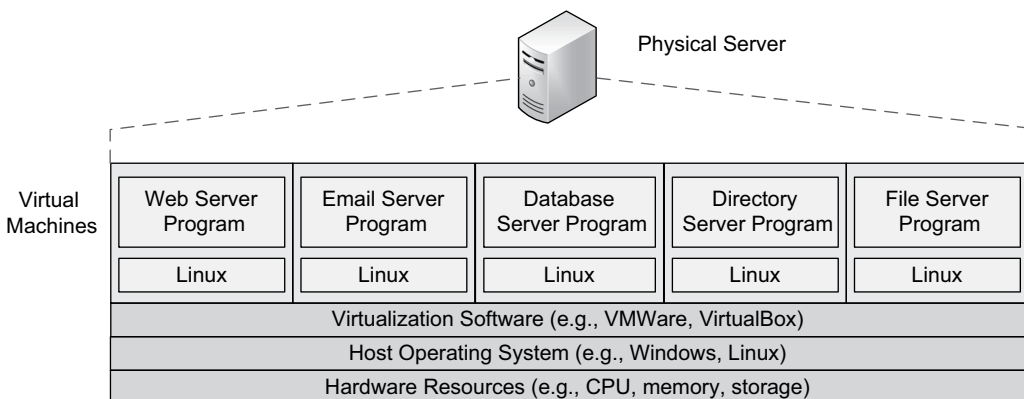 Physical Server
Virtual
Machines
Web Server
Program
Email Server
Program
Database
Server Program
Directory
Server Program
File Server
Program
Linux
Linux
Linux
Linux
Linux
Virtualization Software (e.g., VMWare, VirtualBox)
Host Operating System (e.g., Windows, Linux)
Hardware Resources (e.g., CPU, memory, storage)